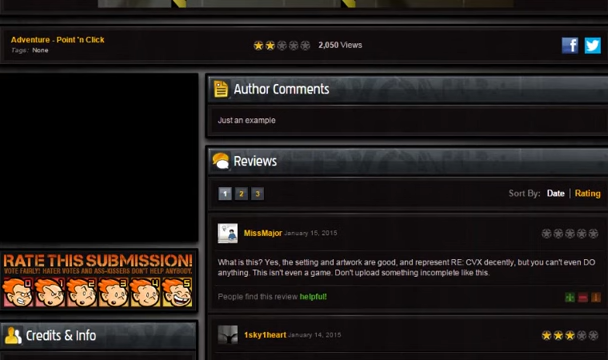 Adventure - Point 'n Click
2,050 Views
Tags: None
Author Comments
Just an example
Reviews
1 2 3
Sort By: Date | Rating
MissMajor January 15, 2015
What is this? Yes, the setting and artwork are good, and represent RE: CVX decently, but you can't even DO
anything. This isn't even a game. Don't upload something incomplete like this.
People find this review helpful!
RATE THIS SUBMISSION!
VOTE FAIRLY! HATER VOTES AND ASS-KISSERS DON'T HELP ANYBODY.
0 1 2 3 4 5
Credits & Info
1sky1heart January 14, 2015